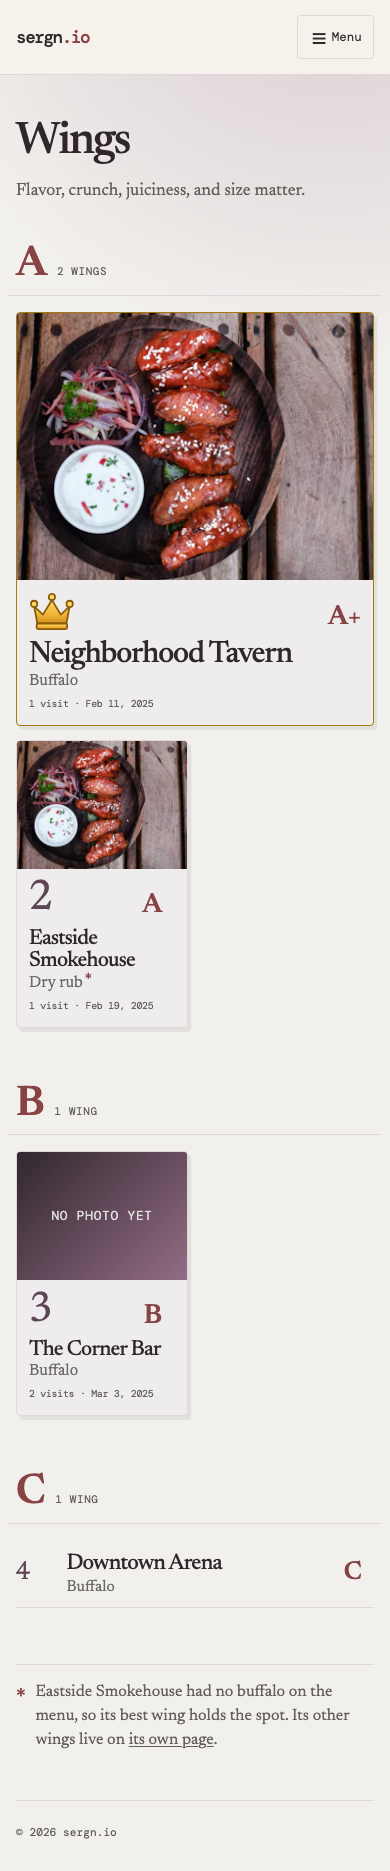 sergn.io
Menu
Wings
Flavor, crunch, juiciness, and size matter.
A 2 WINGS
A+
Neighborhood Tavern
Buffalo
1 visit · Feb 11, 2025
2 A
Eastside
Smokehouse
Dry rub*
1 visit · Feb 19, 2025
B 1 WING
NO PHOTO YET
3 B
The Corner Bar
Buffalo
2 visits · Mar 3, 2025
C 1 WING
4 Downtown Arena C
Buffalo
* Eastside Smokehouse had no buffalo on the
menu, so its best wing holds the spot. Its other
wings live on its own page.
© 2026 sergn.io